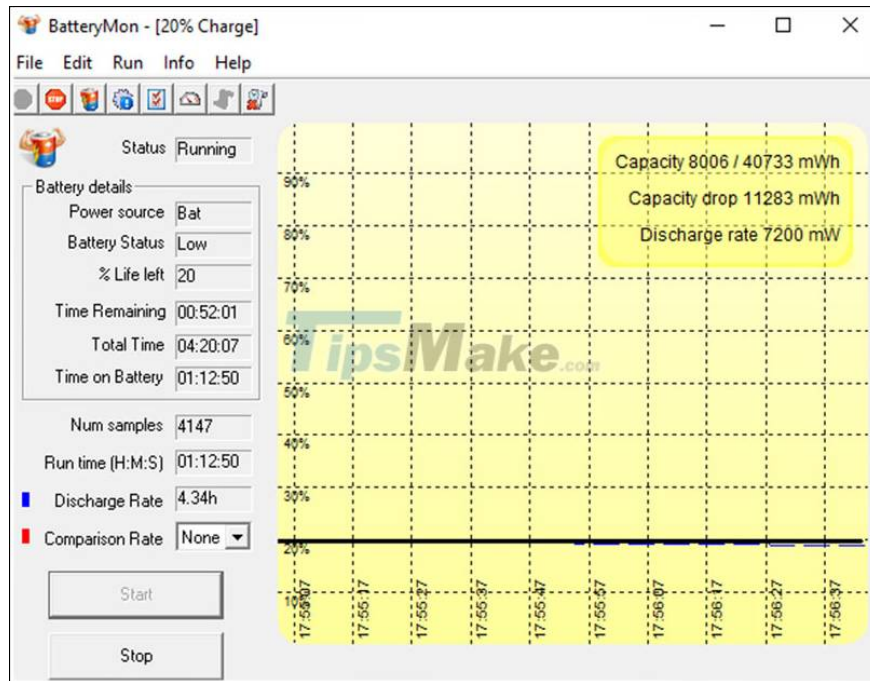 BatteryMon - [20% Charge]
File Edit Run Info Help
STOP
Status Running
Battery details
Power source Bat
Battery Status Low
% Life left 20
Time Remaining 00:52:01
Total Time 04:20:07
Time on Battery 01:12:50
Num samples 4147
Run time (H:M:S) 01:12:50
Discharge Rate 4.34h
Comparison Rate None
Start
Stop
Capacity 8006 / 40733 mWh
Capacity drop 11283 mWh
Discharge rate 7200 mW
90%
80%
70%
60%
50%
40%
30%
20%
10%
TipsMake.com
17:55:07
17:55:17
17:55:27
17:55:37
17:55:47
17:55:57
17:56:07
17:56:17
17:56:27
17:56:37